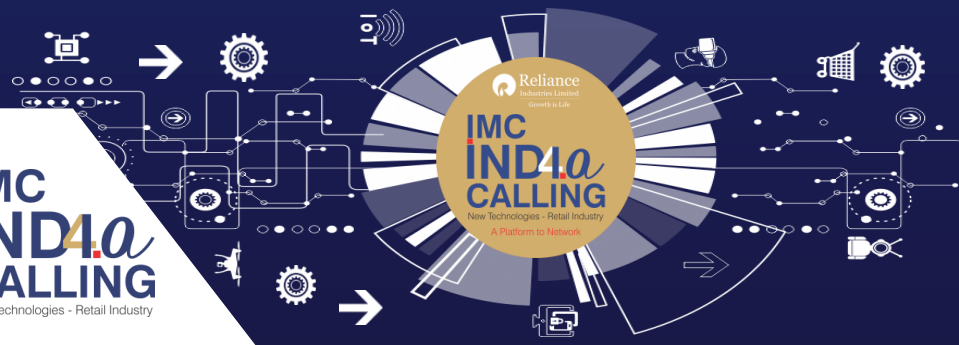 IoT
Reliance
Industries Limited
Growth is Life
IMC
IND4.a
CALLING
New Technologies - Retail Industry
A Platform to Network
MC
ND4.a
ALLING
echnologies - Retail Industry